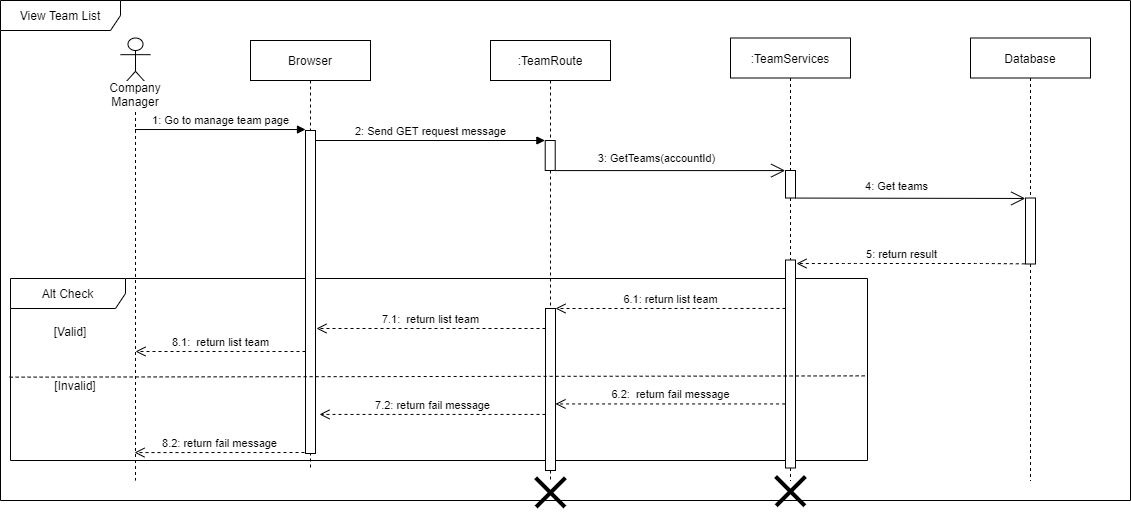 View Team List
Company
Manager
Browser
:TeamRoute
:TeamServices
Database
1: Go to manage team page
2: Send GET request message
3: GetTeams(accountId)
4: Get teams
5: return result
Alt Check
6.1: return list team
7.1: return list team
[Valid]
8.1: return list team
[Invalid]
6.2: return fail message
7.2: return fail message
8.2: return fail message